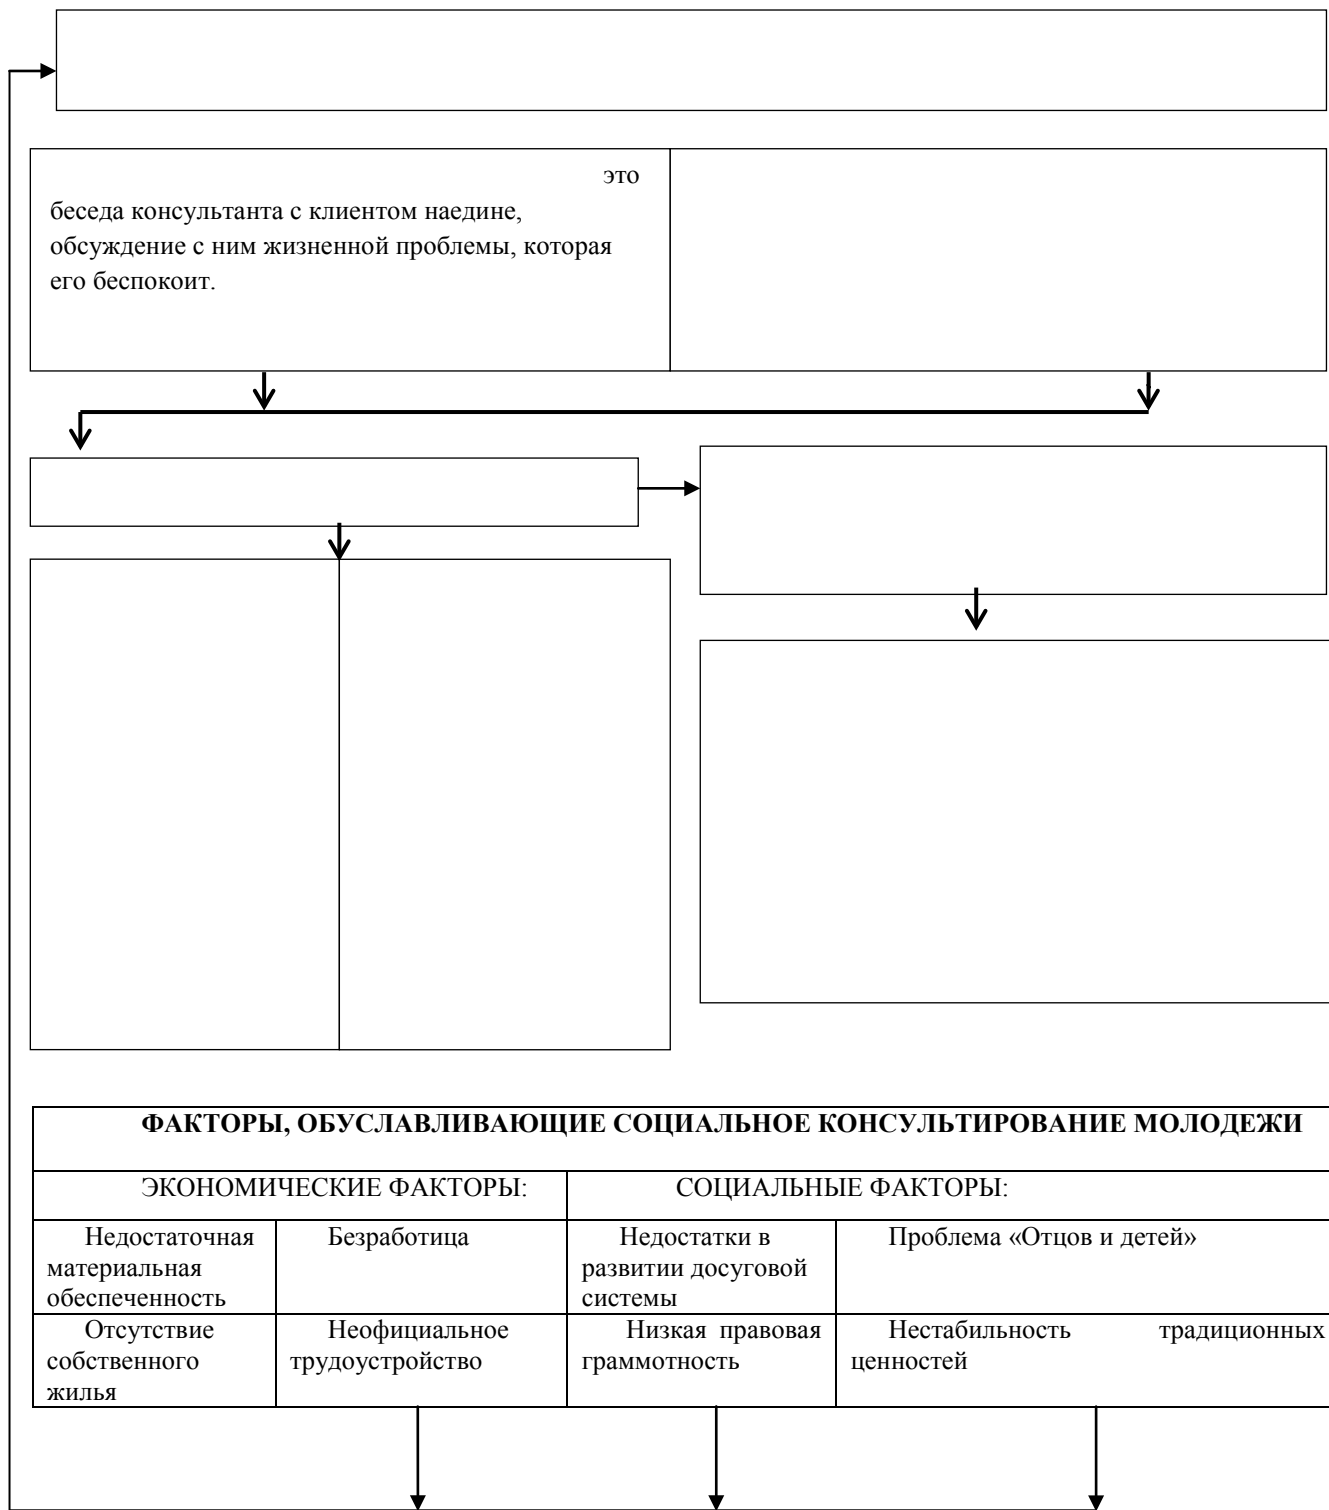 это
беседа консультанта с клиентом наедине,
обсуждение с ним жизненной проблемы, которая
его беспокоит.
ФАКТОРЫ, ОБУСЛАВЛИВАЮЩИЕ СОЦИАЛЬНОЕ КОНСУЛЬТИРОВАНИЕ МОЛОДЕЖИ
ЭКОНОМИЧЕСКИЕ ФАКТОРЫ:
СОЦИАЛЬНЫЕ ФАКТОРЫ:
Недостаточная
материальная
обеспеченность
Безработица
Недостатки в
развитии досуговой
системы
Проблема «Отцов и детей»
Отсутствие
собственного
жилья
Неофициальное
трудоустройство
Низкая правовая
граммотность
Нестабильность традиционных
ценностей